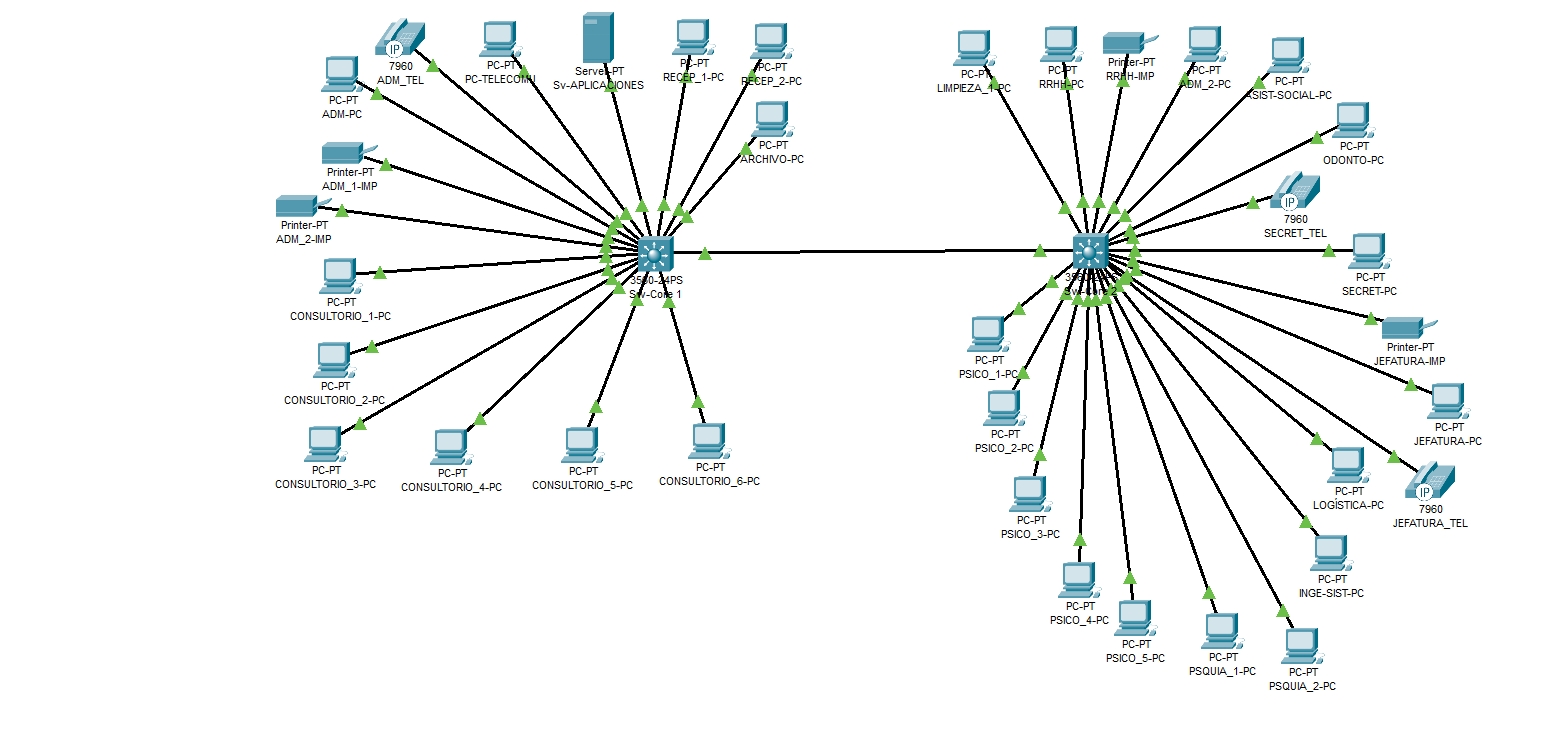 IP
7960
ADM_TEL
PC-PT
PC-TELECOMU
Server-PT
Sv-APLICACIONES
PC-PT
RECEP_1-PC
PC-PT
RECEP_2-PC
PC-PT
ADM-PC
PC-PT
ARCHIVO-PC
Printer-PT
ADM_1-IMP
Printer-PT
ADM_2-IMP
3560-24PS
Sw-Core 1
PC-PT
CONSULTORIO_1-PC
PC-PT
CONSULTORIO_2-PC
PC-PT
CONSULTORIO_3-PC
PC-PT
CONSULTORIO_4-PC
PC-PT
CONSULTORIO_5-PC
PC-PT
CONSULTORIO_6-PC
PC-PT
LIMPIEZA_1-PC
PC-PT
RRHH-PC
Printer-PT
RRHH-IMP
PC-PT
ADM_2-PC
PC-PT
ASIST-SOCIAL-PC
PC-PT
ODONTO-PC
IP
7960
SECRET_TEL
PC-PT
SECRET-PC
3560-24PS
Sw-Core 2
Printer-PT
JEFATURA-IMP
PC-PT
JEFATURA-PC
PC-PT
LOGÍSTICA-PC
IP
7960
JEFATURA_TEL
PC-PT
INGE-SIST-PC
PC-PT
PSICO_1-PC
PC-PT
PSICO_2-PC
PC-PT
PSICO_3-PC
PC-PT
PSICO_4-PC
PC-PT
PSICO_5-PC
PC-PT
PSQUIA_1-PC
PC-PT
PSQUIA_2-PC